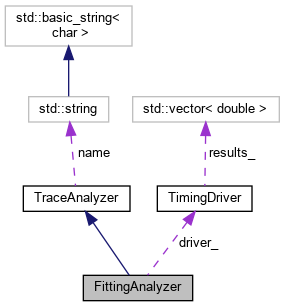 std::basic_string<
char >
std::string
std::vector< double >
name
results_
TraceAnalyzer
TimingDriver
driver_
FittingAnalyzer